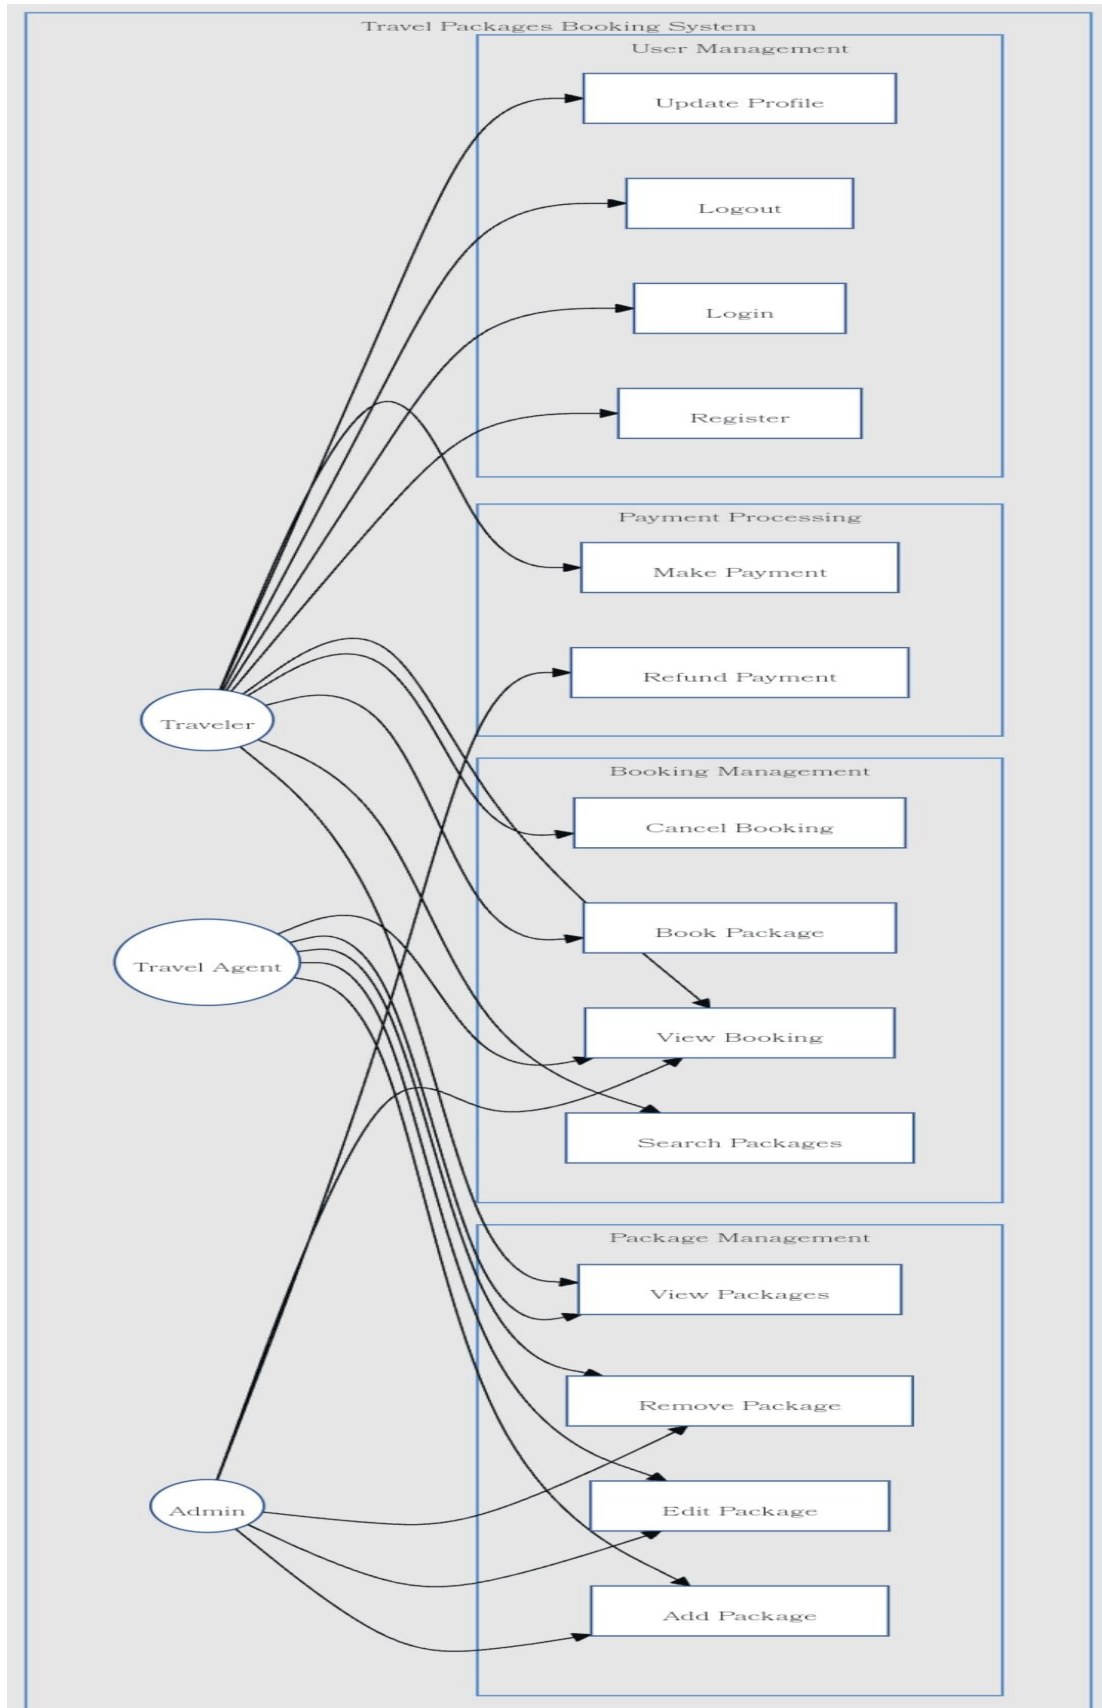 Travel Packages Booking System
User Management
Update Profile
Logout
Login
Register
Payment Processing
Make Payment
Refund Payment
Traveler
Booking Management
Cancel Booking
Book Package
Travel Agent
View Booking
Search Packages
Package Management
View Packages
Remove Package
Admin
Edit Package
Add Package